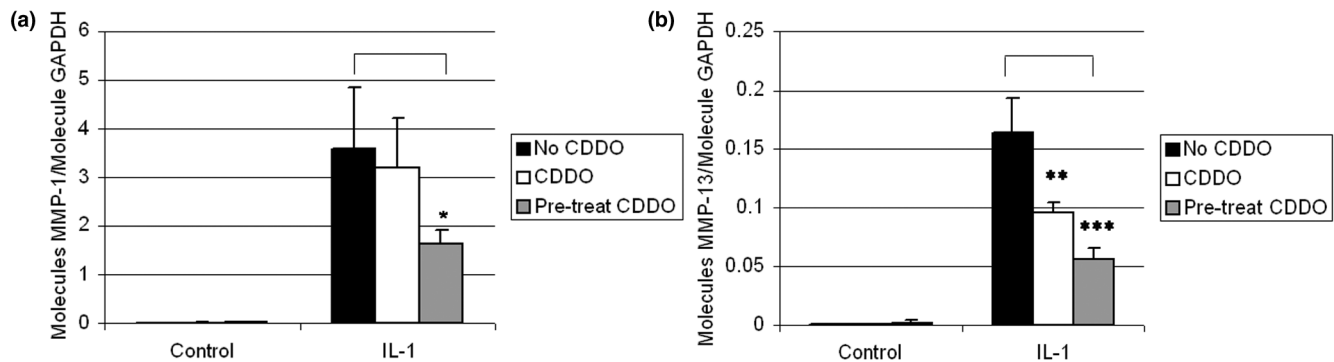 (a)
Molecules MMP-1/Molecule GAPDH
6
5
4
3
2
1
0
*
Control
IL-1
No CDDO
CDDO
Pre-treat CDDO
(b)
Molecules MMP-13/Molecule GAPDH
0.25
0.2
0.15
0.1
0.05
0
**
***
Control
IL-1
No CDDO
CDDO
Pre-treat CDDO